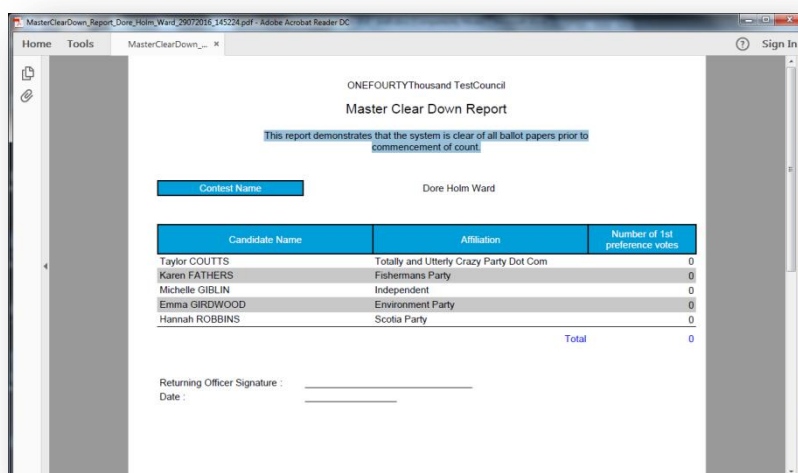 MasterClearDown_Report_Dore_Holm_Ward_29072016_145224.pdf - Adobe Acrobat Reader DC
Home Tools MasterClearDown_... × ? Sign In
ONEFOURTYThousand TestCouncil
Master Clear Down Report
This report demonstrates that the system is clear of all ballot papers prior to
commencement of count.
Contest Name Dore Holm Ward
Candidate Name Affiliation Number of 1st
preference votes
Taylor COUTTS Totally and Utterly Crazy Party Dot Com 0
Karen FATHERS Fishermans Party 0
Michelle GIBLIN Independent 0
Emma GIRDWOOD Environment Party 0
Hannah ROBBINS Scotia Party 0
Total 0
Returning Officer Signature :
Date :